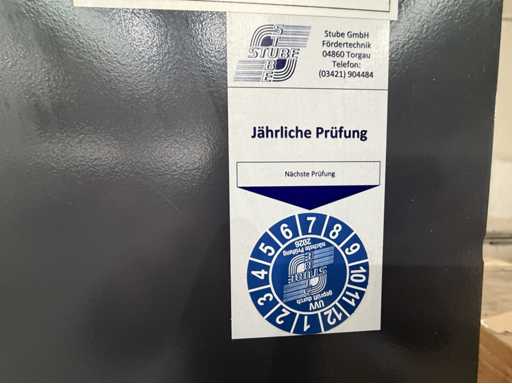 STUBE
Stube GmbH
Fördertechnik
04860 Torgau
Telefon:
(03421) 904484
Jährliche Prüfung
Nächste Prüfung
1 2 3 4 5 6 7 8 9 10 11 12
nächste Prüfung
2026
STUBE
geprüft durch
UVV